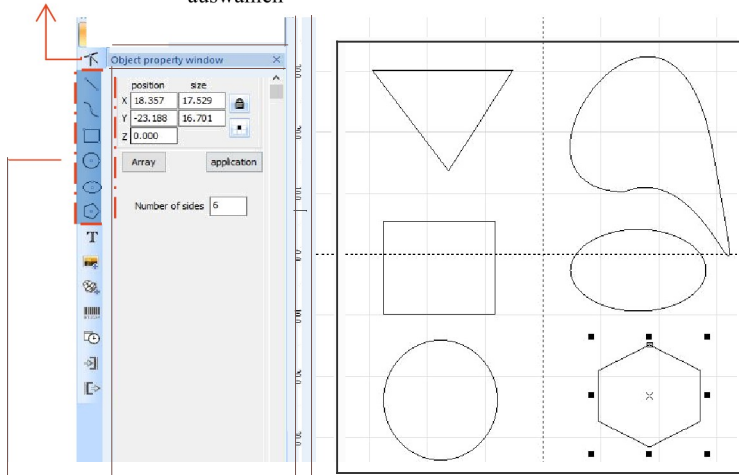 auswählen
Object property window
position size
X 18.357 17.529
Y -23.188 16.701
Z 0.000
Array application
Number of sides 6
T